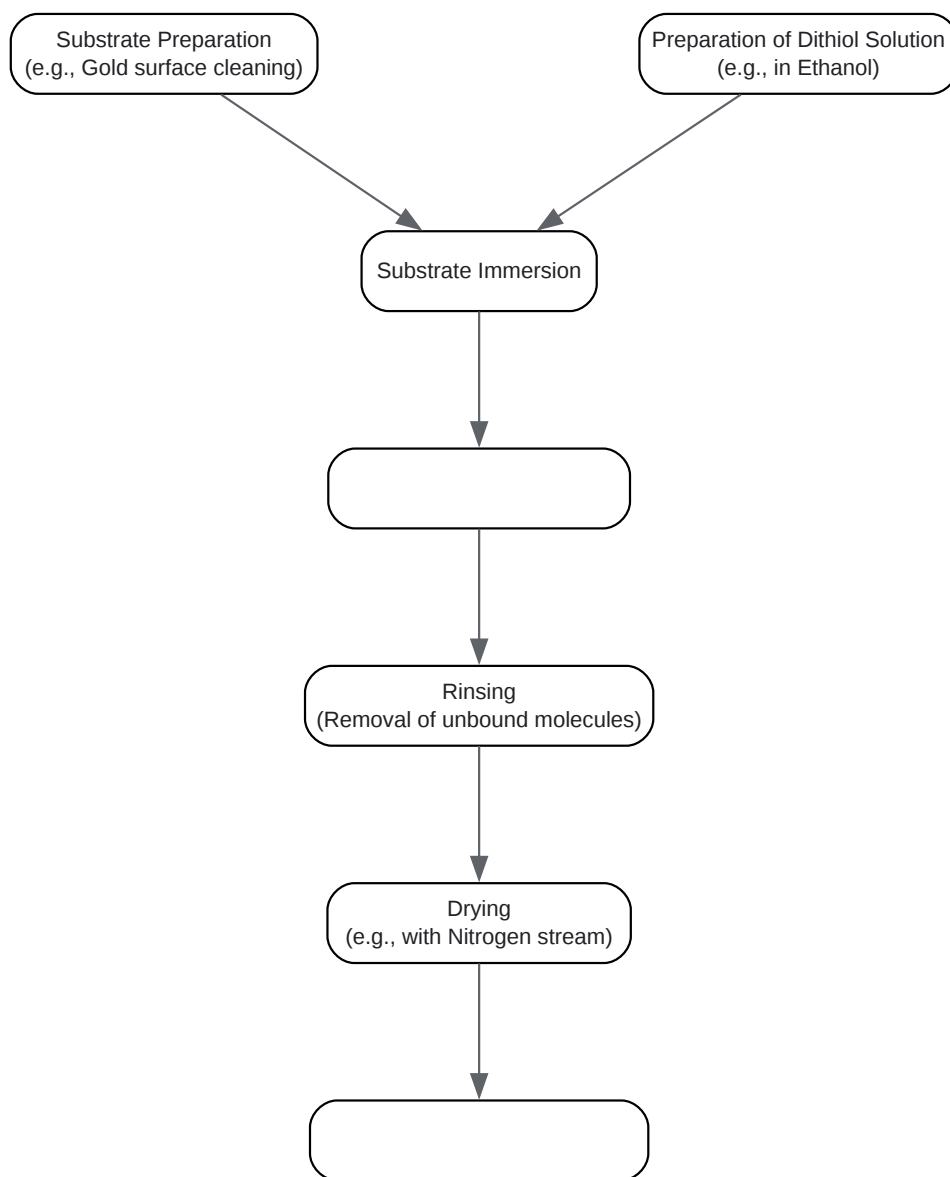 Substrate Preparation
(e.g., Gold surface cleaning)
Preparation of Dithiol Solution
(e.g., in Ethanol)
Substrate Immersion
Rinsing
(Removal of unbound molecules)
Drying
(e.g., with Nitrogen stream)